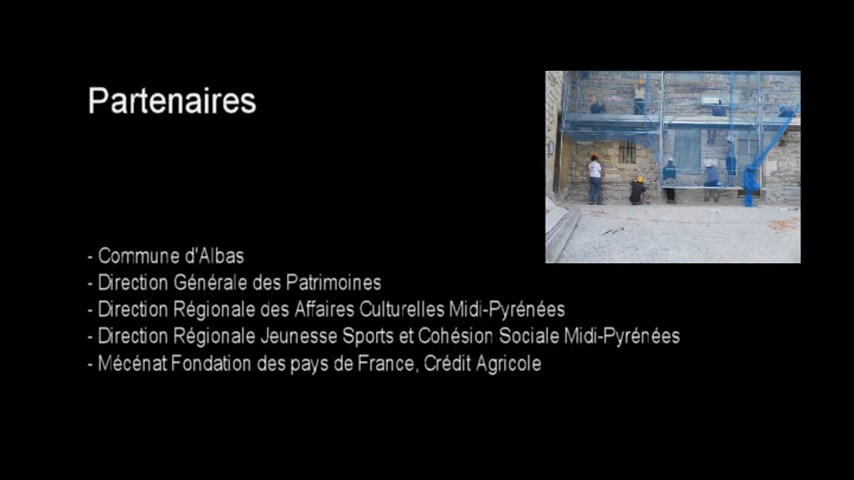 Partenaires
- Commune d'Albas
- Direction Générale des Patrimoines
- Direction Régionale des Affaires Culturelles Midi-Pyrénées
- Direction Régionale Jeunesse Sports et Cohésion Sociale Midi-Pyrénées
- Mécénat Fondation des pays de France, Crédit Agricole